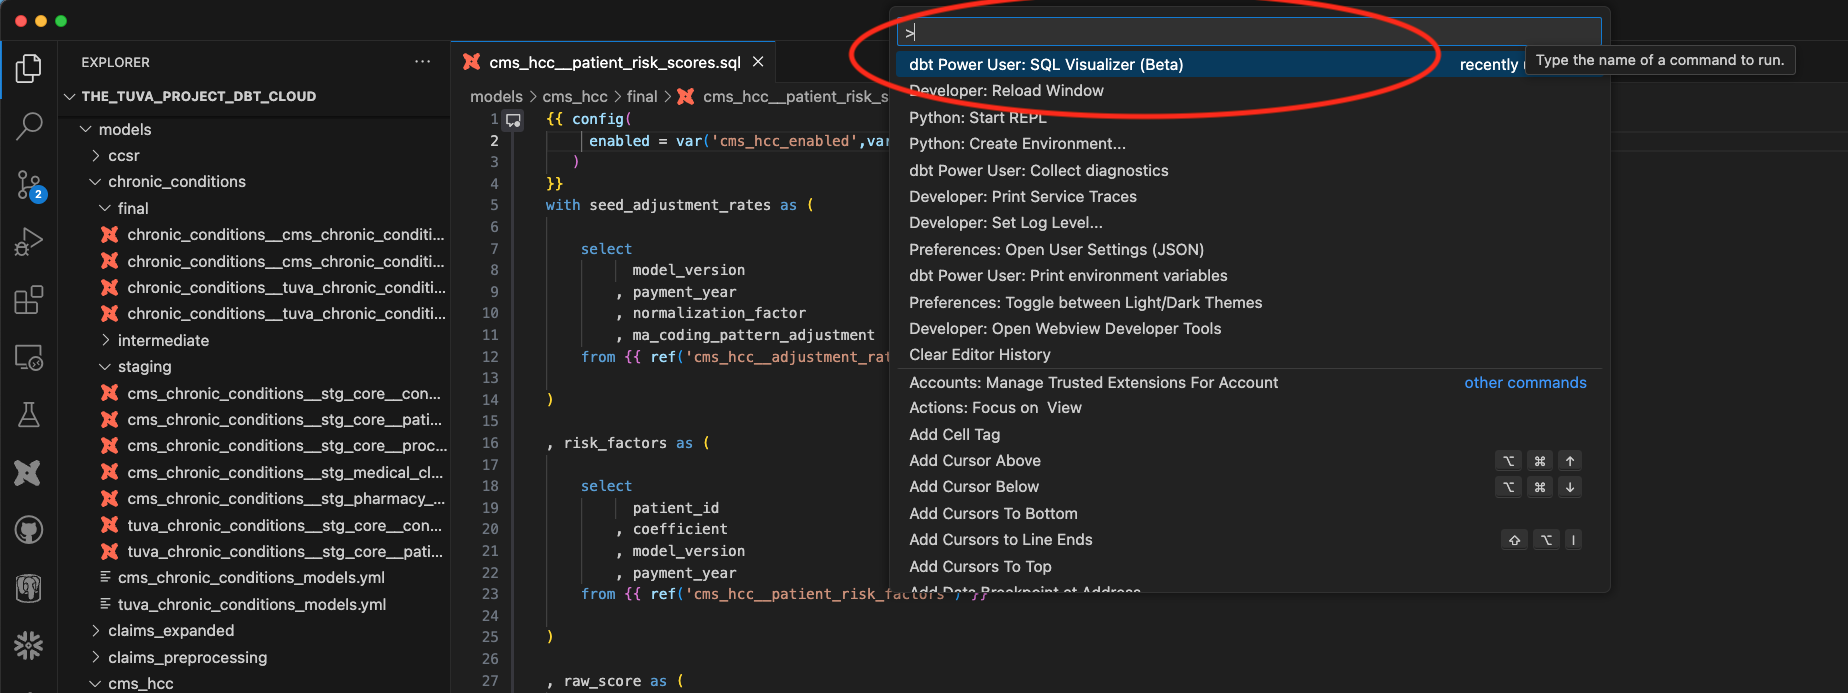 EXPLORER
THE_TUVA_PROJECT_DBT_CLOUD
models
ccsr
chronic_conditions
final
chronic_conditions__cms_chronic_conditi...
chronic_conditions__cms_chronic_conditi...
chronic_conditions__tuva_chronic_conditi...
chronic_conditions__tuva_chronic_conditi...
intermediate
staging
cms_chronic_conditions__stg_core__con...
cms_chronic_conditions__stg_core__pati...
cms_chronic_conditions__stg_core__proc...
cms_chronic_conditions__stg_medical_cl...
cms_chronic_conditions__stg_pharmacy_...
tuva_chronic_conditions__stg_core__con...
tuva_chronic_conditions__stg_core__pati...
cms_chronic_conditions_models.yml
tuva_chronic_conditions_models.yml
claims_expanded
claims_preprocessing
cms_hcc
2
cms_hcc__patient_risk_scores.sql
models > cms_hcc > final > cms_hcc__patient_risk_s
1 {{ config(
2 enabled = var('cms_hcc_enabled',var
3 )
4 }}
5 with seed_adjustment_rates as (
6
7 select
8 model_version
9 , payment_year
10 , normalization_factor
11 , ma_coding_pattern_adjustment
12 from {{ ref('cms_hcc__adjustment_rat
13
14 )
15
16 , risk_factors as (
17
18 select
19 patient_id
20 , coefficient
21 , model_version
22 , payment_year
23 from {{ ref('cms_hcc__patient_risk_factors') }}
24
25 )
26
27 , raw_score as (
>
dbt Power User: SQL Visualizer (Beta) recently
Type the name of a command to run.
Developer: Reload Window
Python: Start REPL
Python: Create Environment...
dbt Power User: Collect diagnostics
Developer: Print Service Traces
Developer: Set Log Level...
Preferences: Open User Settings (JSON)
dbt Power User: Print environment variables
Preferences: Toggle between Light/Dark Themes
Developer: Open Webview Developer Tools
Clear Editor History
Accounts: Manage Trusted Extensions For Account other commands
Actions: Focus on View
Add Cell Tag
Add Cursor Above ⌥ ⌘ ↑
Add Cursor Below ⌥ ⌘ ↓
Add Cursors To Bottom
Add Cursors to Line Ends ⇧ ⌥ I
Add Cursors To Top
Add Data Breakpoint at Address